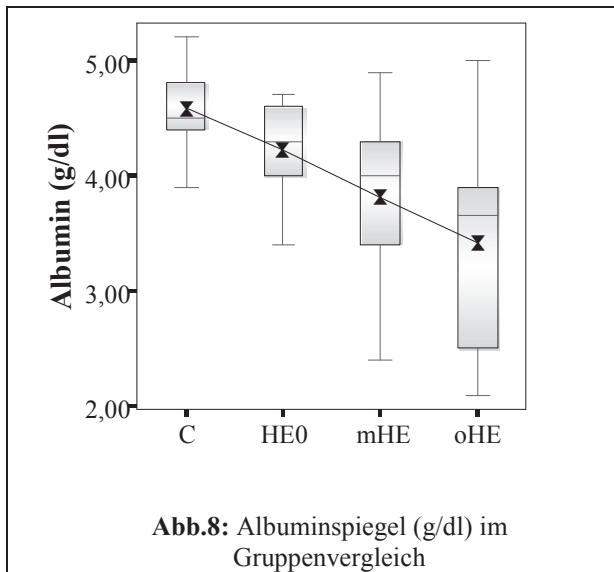 Albumin (g/dl)
5,00
4,00
3,00
2,00
C HE0 mHE oHE
Abb.8: Albuminspiegel (g/dl) im
Gruppenvergleich